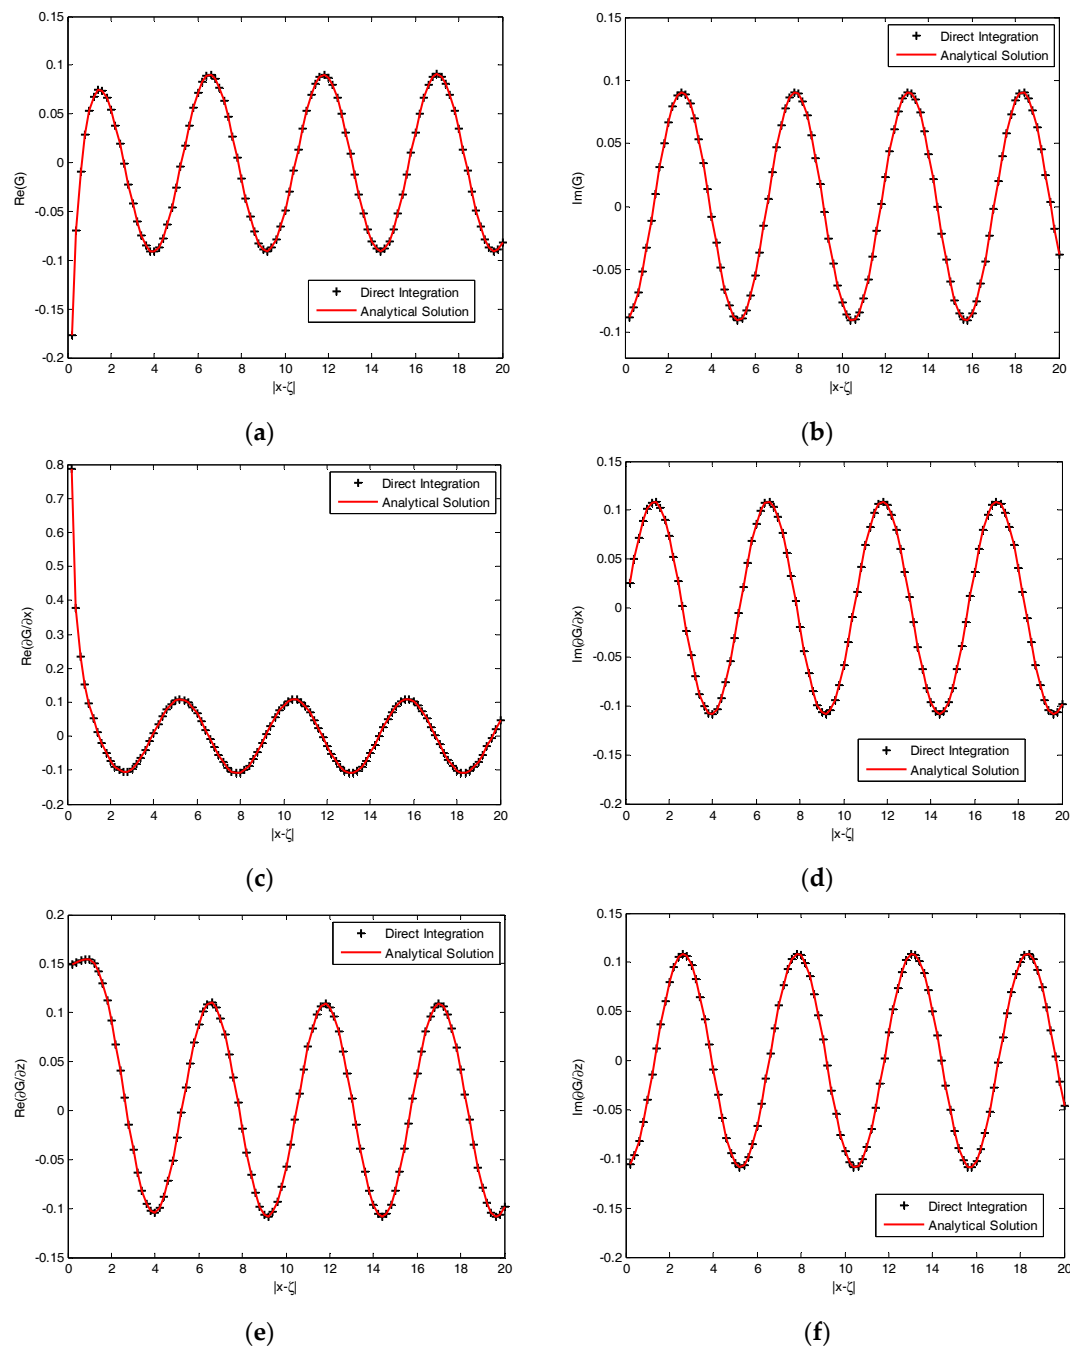 0.15
0.1
0.05
0
-0.05
-0.1
-0.15
-0.2
Re(G)
Direct Integration
Analytical Solution
0 2 4 6 8 10 12 14 16 18 20
|x-ζ|
(a)
0.15
0.1
0.05
0
-0.05
-0.1
Im(G)
Direct Integration
Analytical Solution
0 2 4 6 8 10 12 14 16 18 20
|x-ζ|
(b)
0.8
0.7
0.6
0.5
0.4
0.3
0.2
0.1
0
-0.1
-0.2
Re(∂G/∂x)
Direct Integration
Analytical Solution
0 2 4 6 8 10 12 14 16 18 20
|x-ζ|
(c)
0.15
0.1
0.05
0
-0.05
-0.1
-0.15
-0.2
Im(∂G/∂x)
Direct Integration
Analytical Solution
0 2 4 6 8 10 12 14 16 18 20
|x-ζ|
(d)
0.2
0.15
0.1
0.05
0
-0.05
-0.1
-0.15
Re(∂G/∂z)
Direct Integration
Analytical Solution
0 2 4 6 8 10 12 14 16 18 20
|x-ζ|
(e)
0.15
0.1
0.05
0
-0.05
-0.1
-0.15
-0.2
Im(∂G/∂z)
Direct Integration
Analytical Solution
0 2 4 6 8 10 12 14 16 18 20
|x-ζ|
(f)